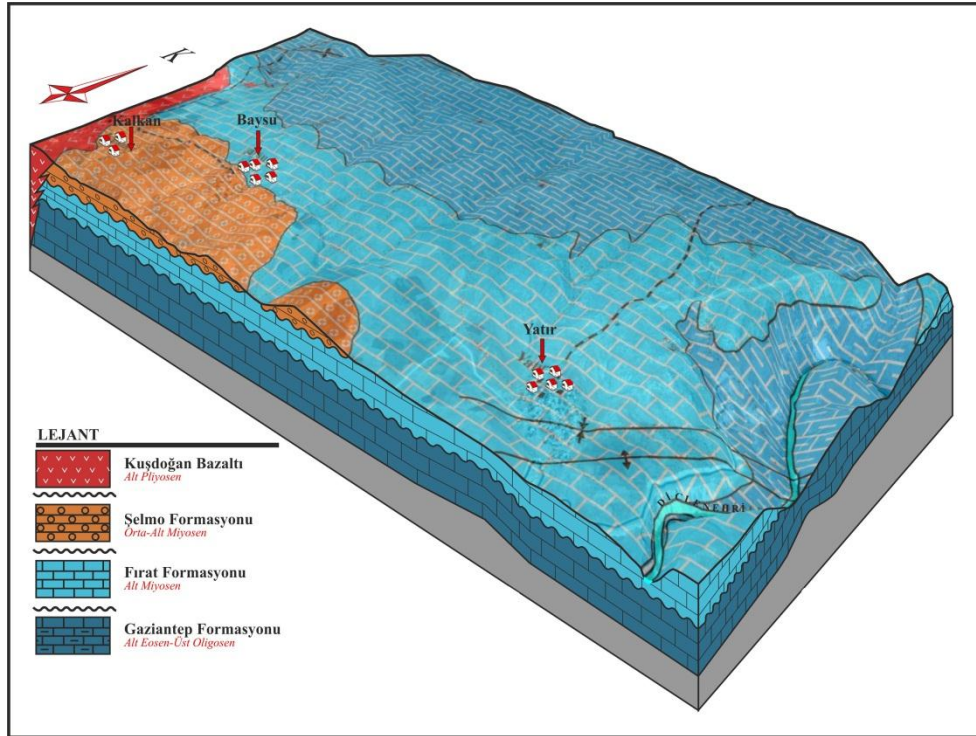 K
Kalkan
Baysu
Yatır
DİCLE NEHRİ
LEJANT
Kuşdoğan Bazaltı
Alt Pliyosen
Şelmo Formasyonu
Orta-Alt Miyosen
Fırat Formasyonu
Alt Miyosen
Gaziantep Formasyonu
Alt Eosen-Üst Oligosen